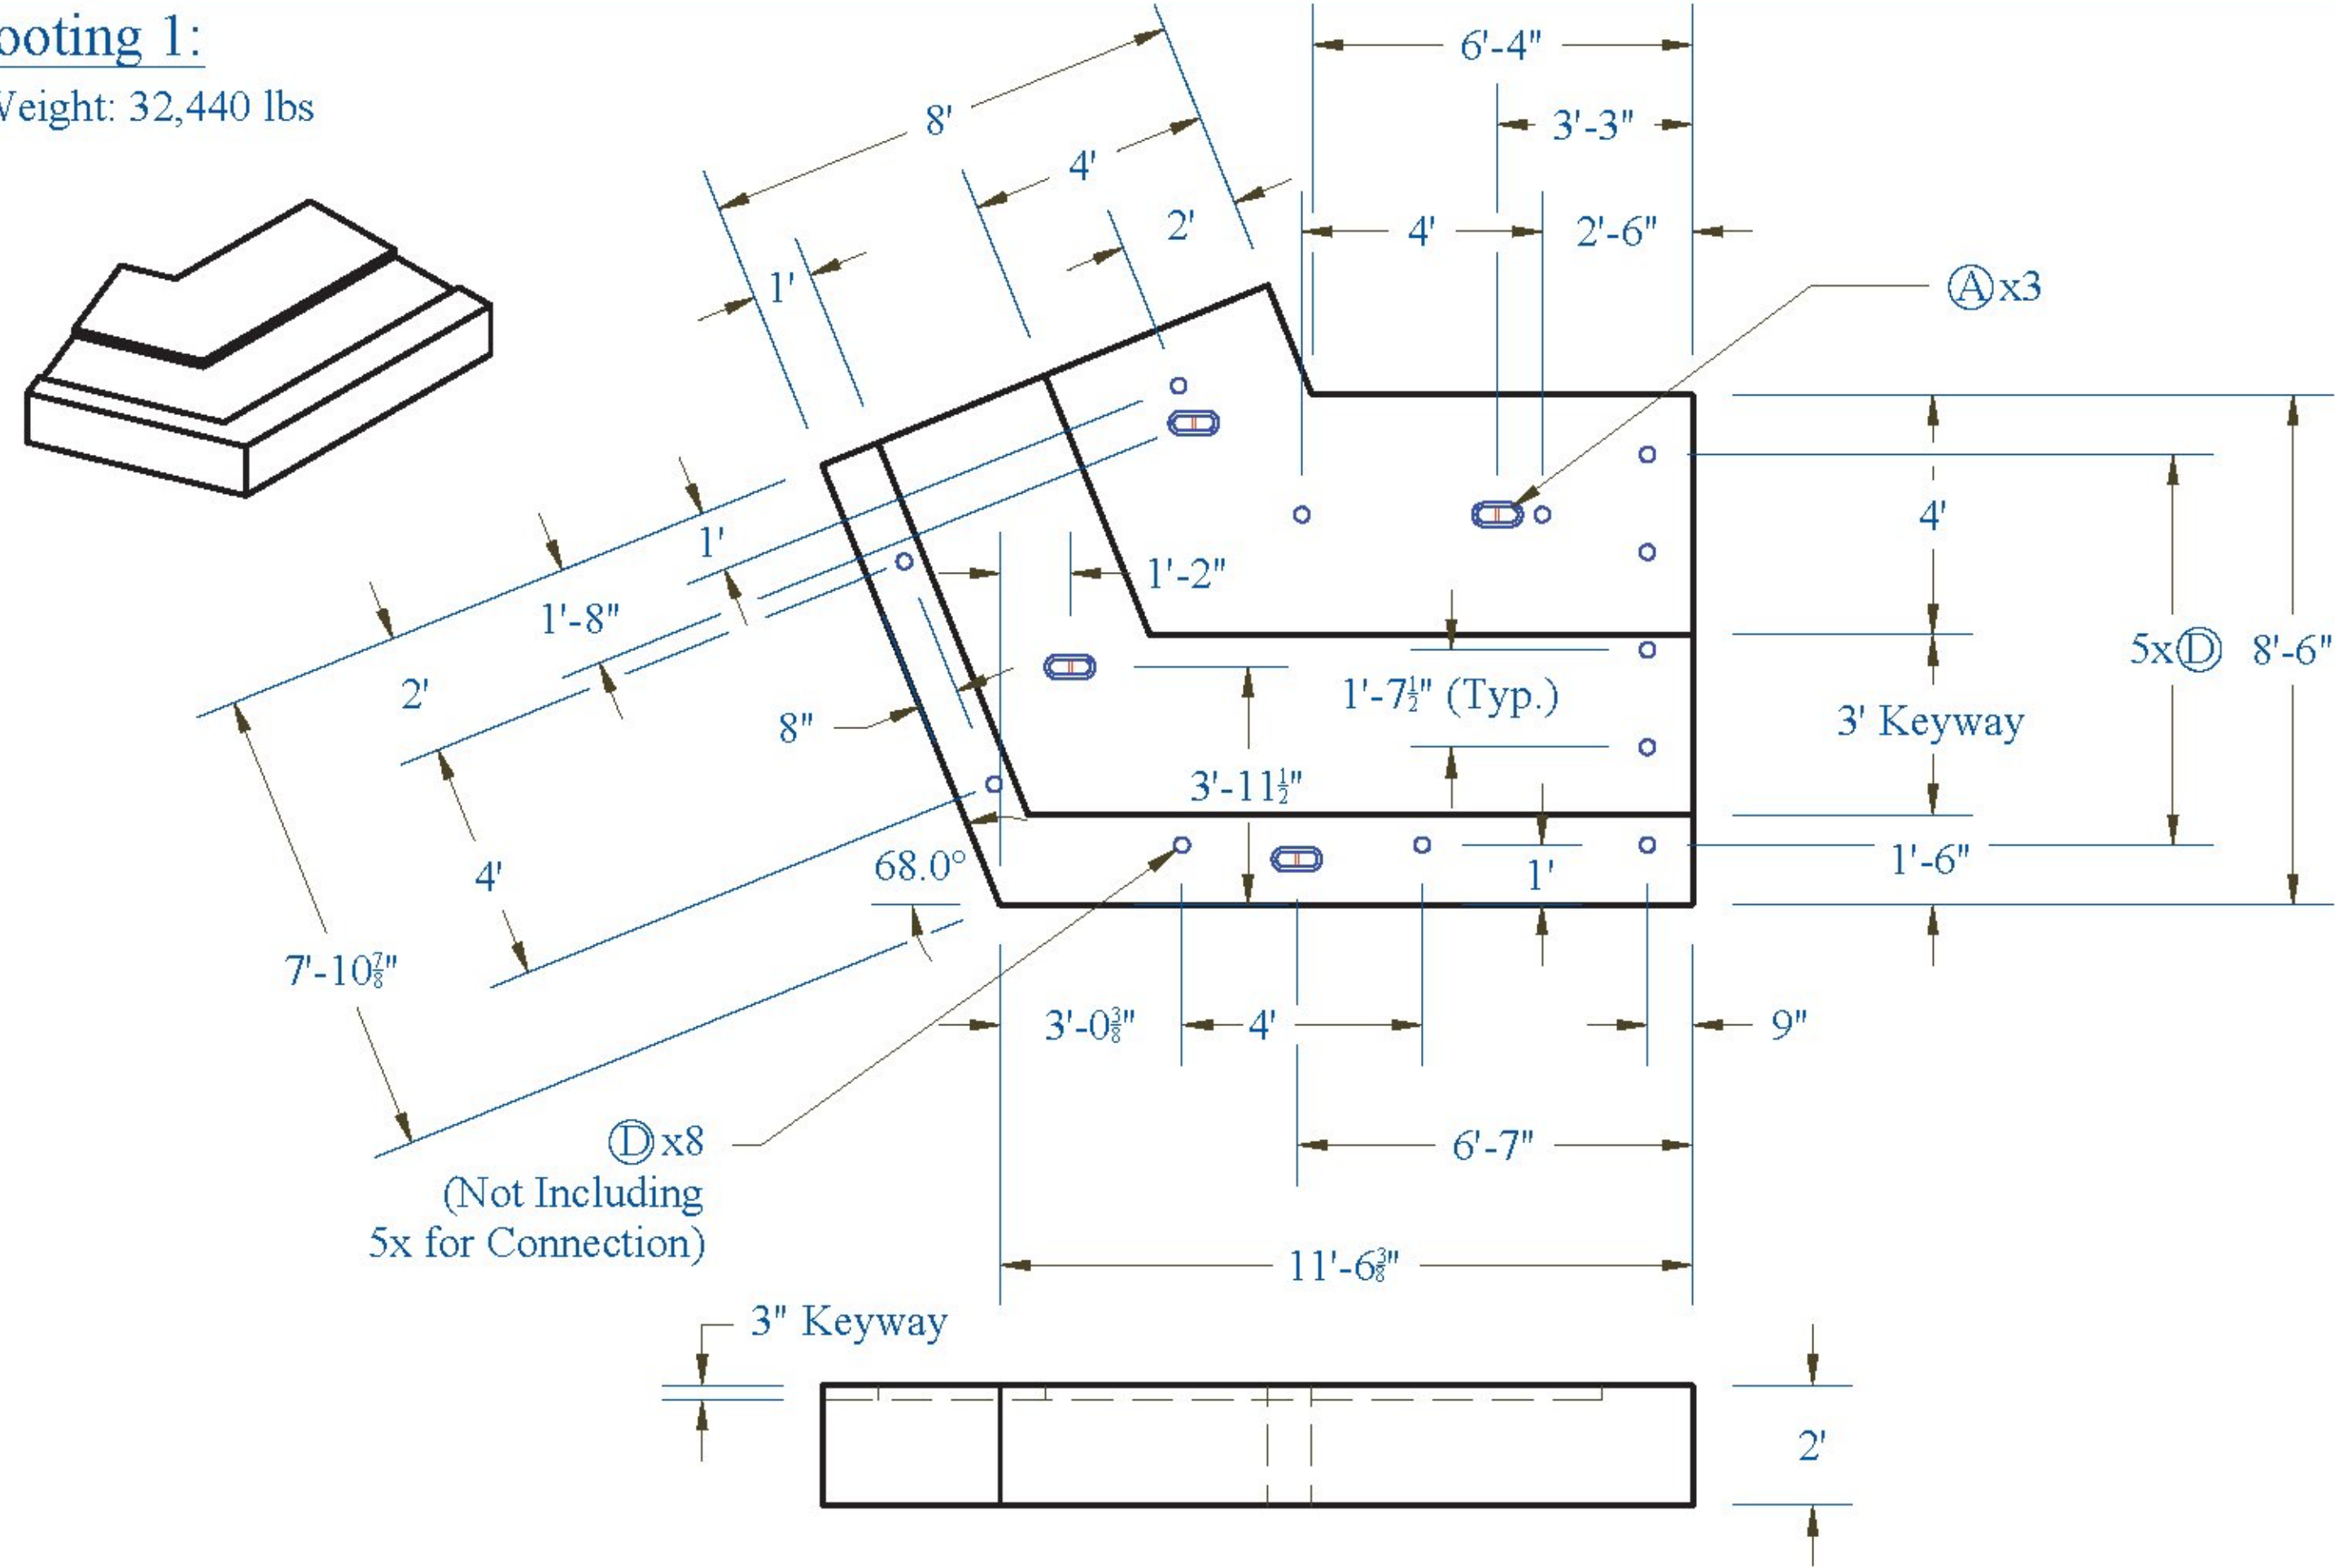 ooting 1:
Weight: 32,440 lbs
6'-4"
3'-3"
8'
4'
2'
1'
4'
2'-6"
Ⓐx3
1'
1'-8"
2'
4'
7'-10⅞"
8"
68.0°
1'-2"
1'-7½" (Typ.)
3'-11½"
1'
4'
3' Keyway
1'-6"
5xⒹ
8'-6"
3'-0⅜"
4'
9"
6'-7"
11'-6⅜"
Ⓓx8
(Not Including
5x for Connection)
3" Keyway
2'